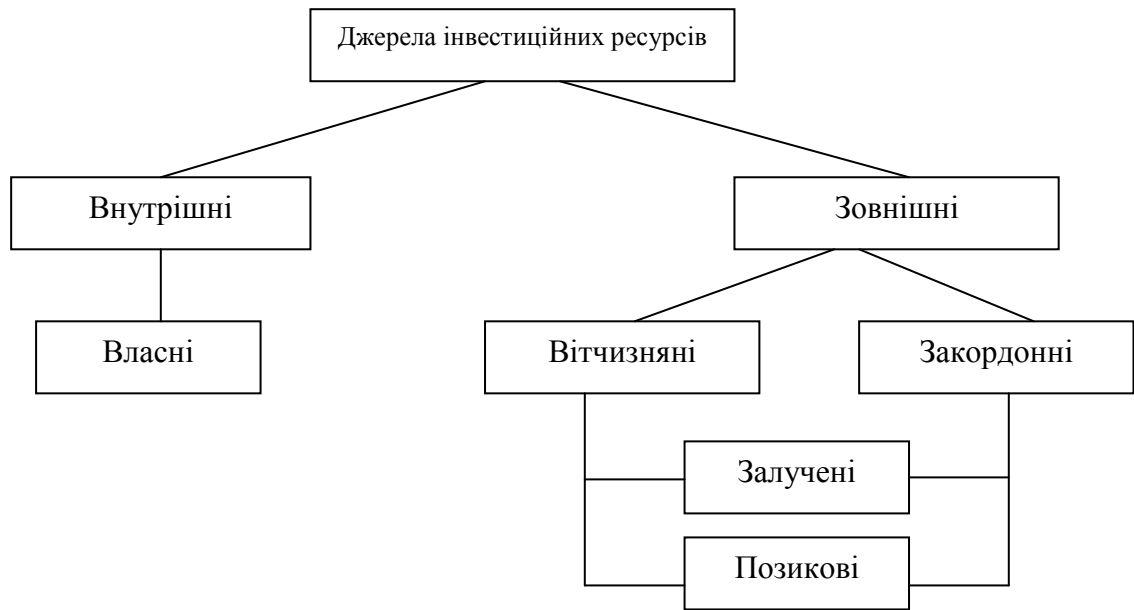 Джерела інвестиційних ресурсів
Внутрішні
Зовнішні
Власні
Вітчизняні
Закордонні
Залучені
Позикові